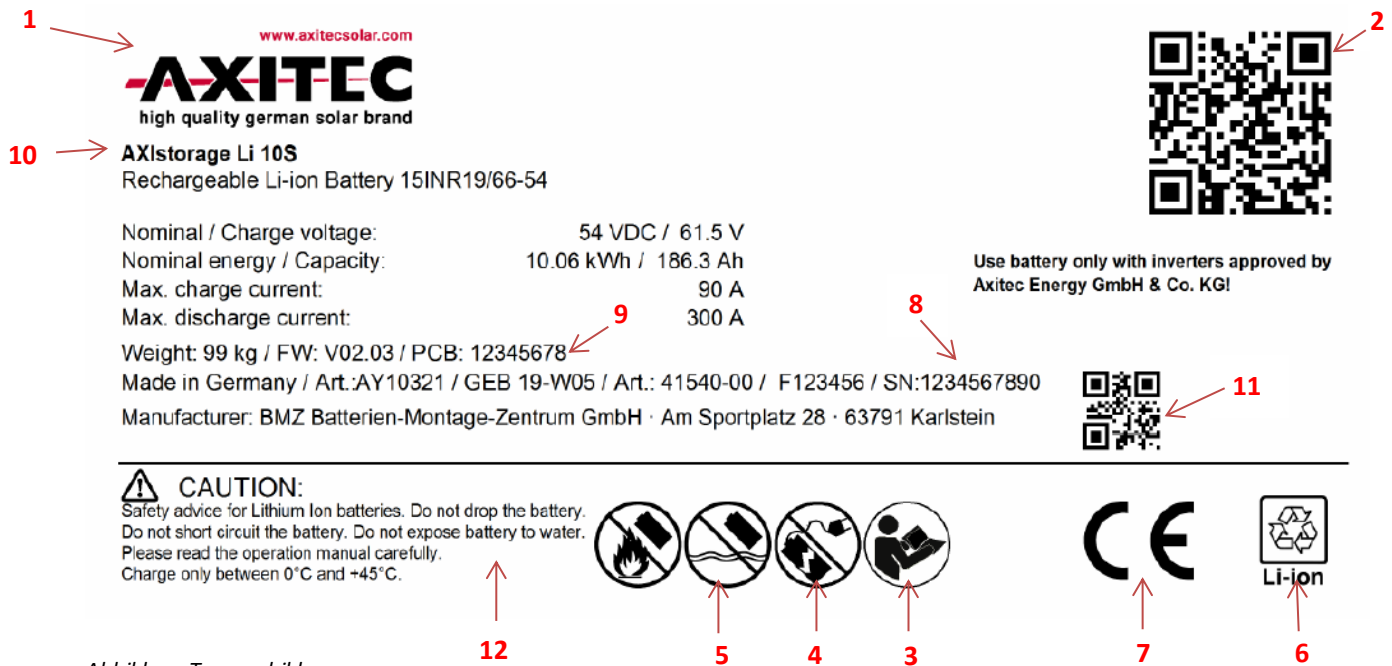 1
www.axitecsolar.com
2
AXITEC
high quality german solar brand
10
AXIstorage Li 10S
Rechargeable Li-ion Battery 15INR19/66-54
Nominal / Charge voltage: 54 VDC / 61.5 V
Nominal energy / Capacity: 10.06 kWh / 186.3 Ah
Max. charge current: 90 A
Max. discharge current: 300 A
Use battery only with inverters approved by
Axitec Energy GmbH & Co. KG!
9
8
Weight: 99 kg / FW: V02.03 / PCB: 12345678
Made in Germany / Art.:AY10321 / GEB 19-W05 / Art.: 41540-00 / F123456 / SN:1234567890
11
Manufacturer: BMZ Batterien-Montage-Zentrum GmbH · Am Sportplatz 28 · 63791 Karlstein
CAUTION:
Safety advice for Lithium Ion batteries. Do not drop the battery.
Do not short circuit the battery. Do not expose battery to water.
Please read the operation manual carefully.
Charge only between 0°C and +45°C.
CE
Li-ion
12
5
4
3
7
6